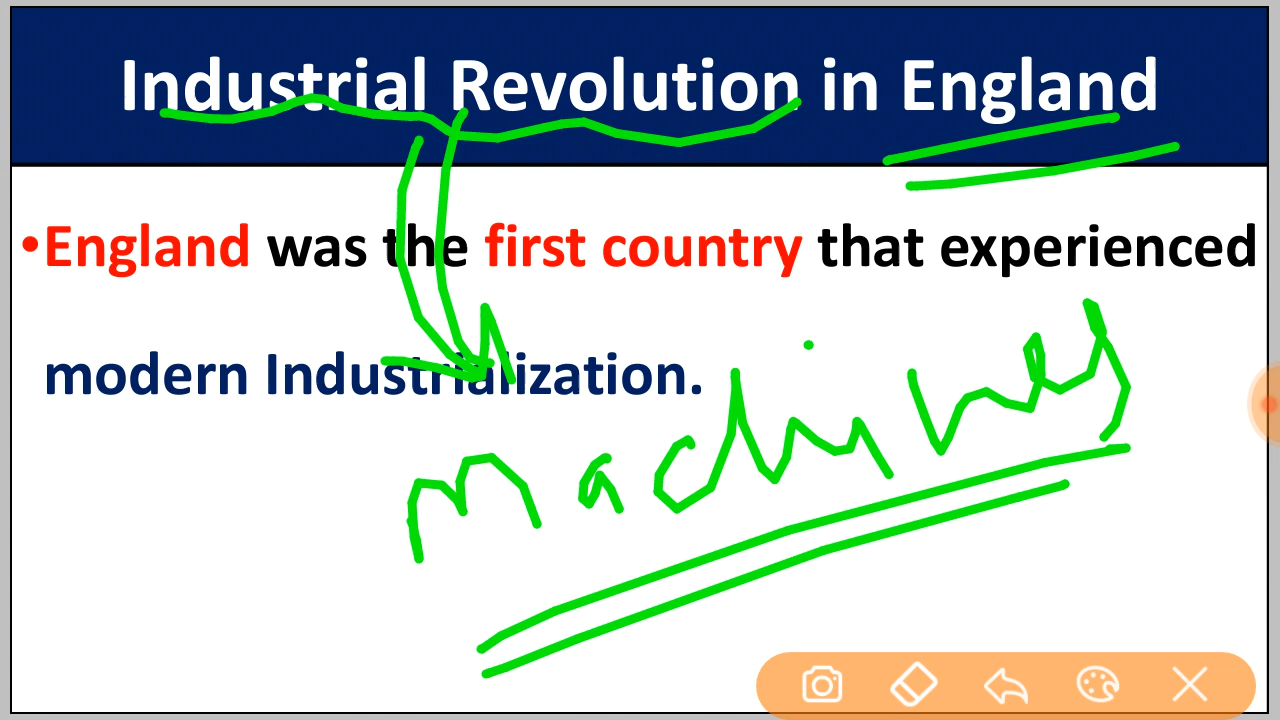 Industrial Revolution in England
•England was the first country that experienced
modern Industrialization.
Machines